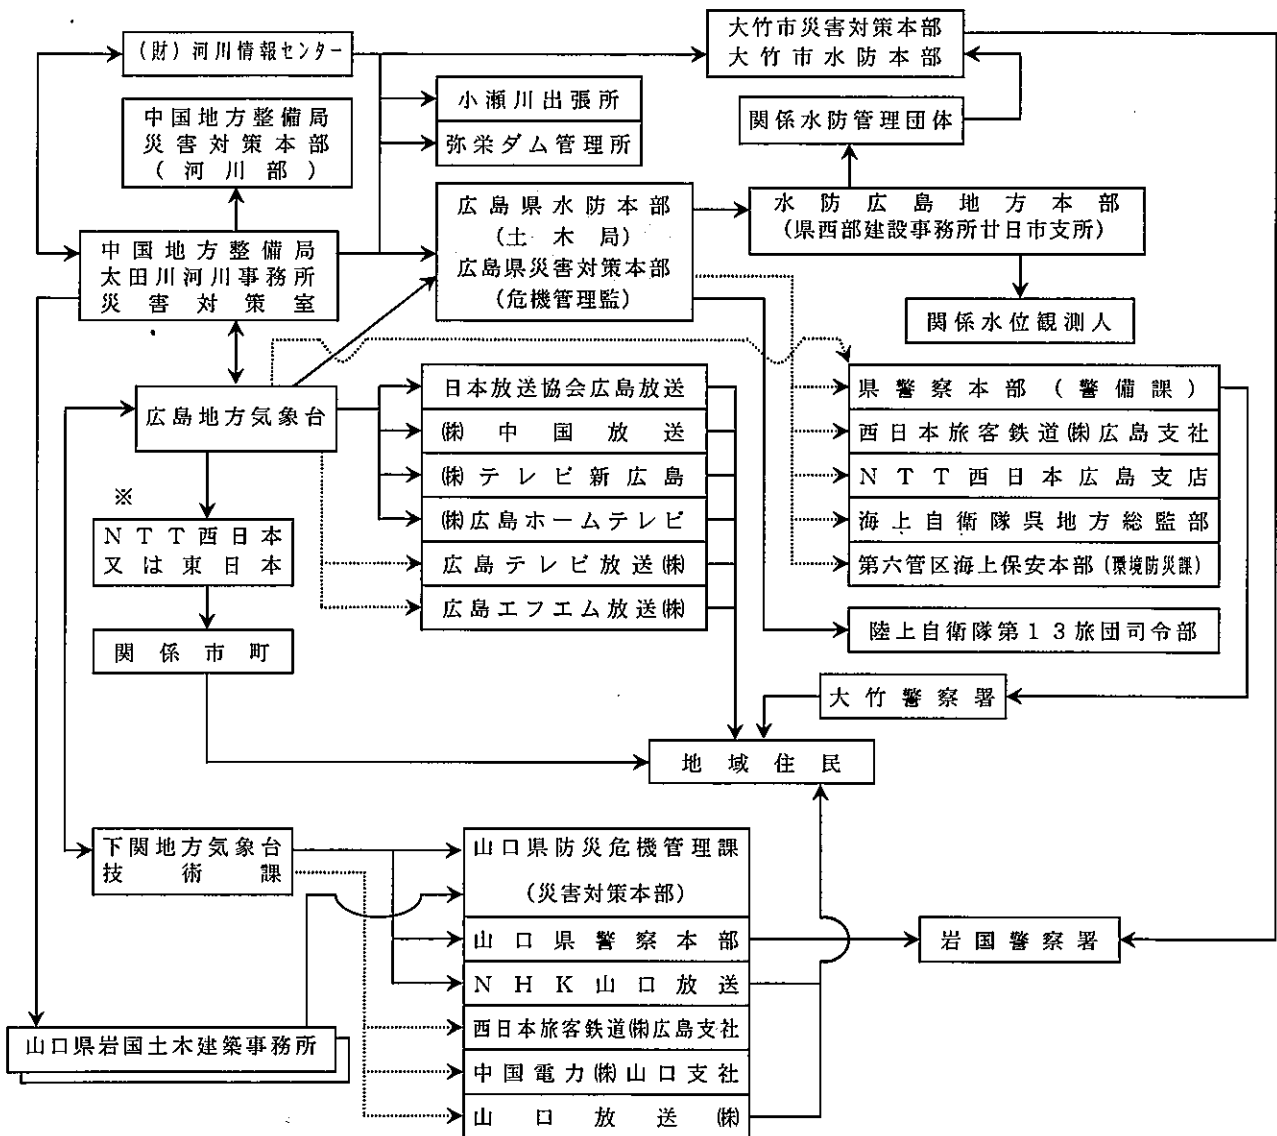 (財)河川情報センター
大竹市災害対策本部
大竹市水防本部
中国地方整備局
災害対策本部
(河川部)
小瀬川出張所
弥栄ダム管理所
関係水防管理団体
広島県水防本部
(土木局)
広島県災害対策本部
(危機管理監)
水防広島地方本部
(県西部建設事務所廿日市支所)
中国地方整備局
太田川河川事務所
災害対策室
関係水位観測人
広島地方気象台
日本放送協会広島放送
㈱中国放送
㈱テレビ新広島
㈱広島ホームテレビ
広島テレビ放送㈱
広島エフエム放送㈱
県警察本部(警備課)
西日本旅客鉄道㈱広島支社
NTT西日本広島支店
海上自衛隊呉地方総監部
第六管区海上保安本部(環境防災課)
陸上自衛隊第13旅団司令部
※
NTT西日本
又は東日本
関係市町
大竹警察署
地域住民
下関地方気象台
技術課
山口県防災危機管理課
(災害対策本部)
山口県警察本部
NHK山口放送
西日本旅客鉄道㈱広島支社
中国電力㈱山口支社
山口放送㈱
岩国警察署
山口県岩国土木建築事務所